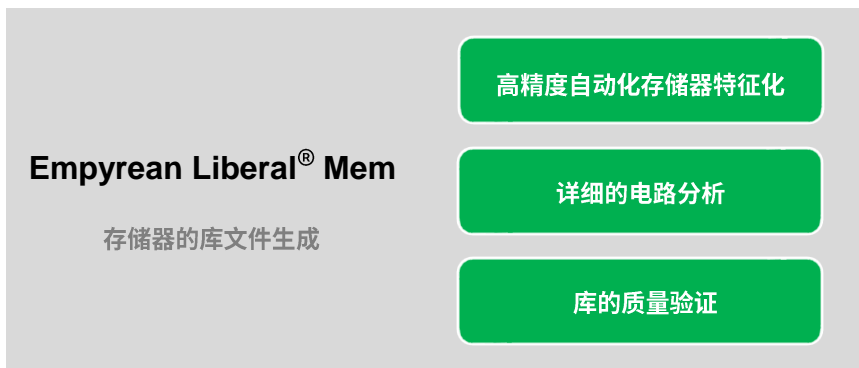 Empyrean Liberal® Mem
存储器的库文件生成
高精度自动化存储器特征化
详细的电路分析
库的质量验证